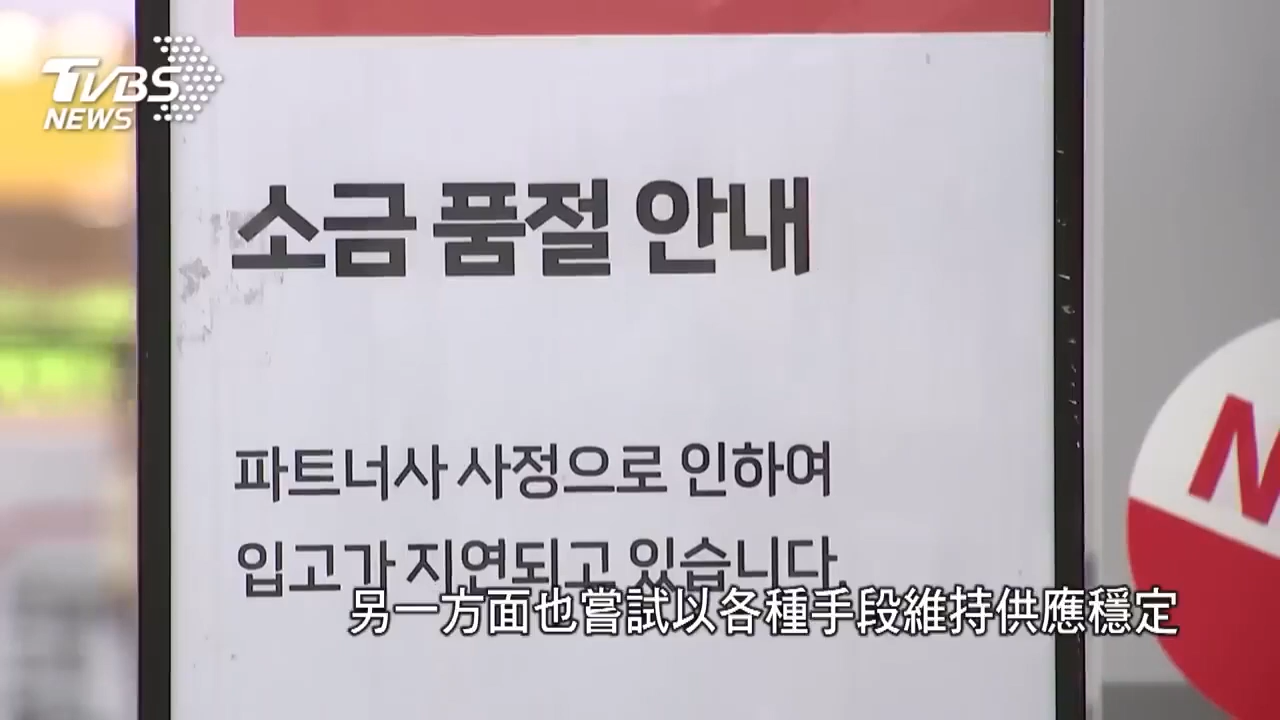 TVBS
NEWS
소금 품절 안내
파트너사 사정으로 인하여
입고가 지연되고 있습니다.
另一方面也嘗試以各種手段維持供應穩定
N